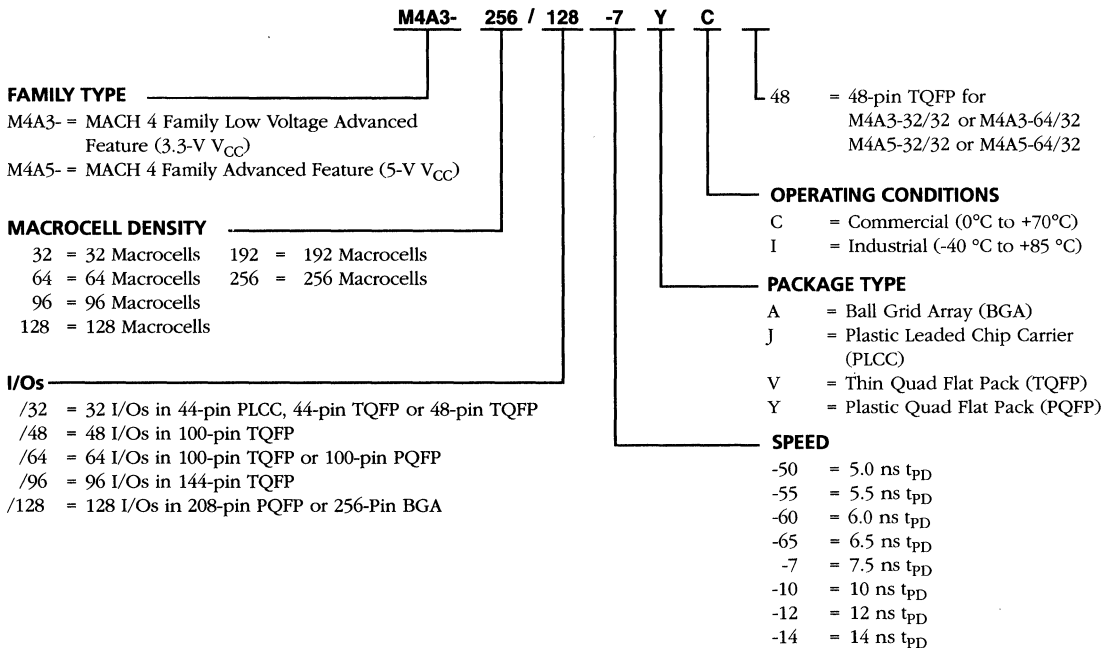 M4A3- 256 / 128 -7 Y C
FAMILY TYPE
M4A3- = MACH 4 Family Low Voltage Advanced
Feature (3.3-V VCC)
M4A5- = MACH 4 Family Advanced Feature (5-V VCC)
MACROCELL DENSITY
32 = 32 Macrocells 192 = 192 Macrocells
64 = 64 Macrocells 256 = 256 Macrocells
96 = 96 Macrocells
128 = 128 Macrocells
I/Os
/32 = 32 I/Os in 44-pin PLCC, 44-pin TQFP or 48-pin TQFP
/48 = 48 I/Os in 100-pin TQFP
/64 = 64 I/Os in 100-pin TQFP or 100-pin PQFP
/96 = 96 I/Os in 144-pin TQFP
/128 = 128 I/Os in 208-pin PQFP or 256-Pin BGA
48 = 48-pin TQFP for
M4A3-32/32 or M4A3-64/32
M4A5-32/32 or M4A5-64/32
OPERATING CONDITIONS
C = Commercial (0°C to +70°C)
I = Industrial (-40 °C to +85 °C)
PACKAGE TYPE
A = Ball Grid Array (BGA)
J = Plastic Leaded Chip Carrier
(PLCC)
V = Thin Quad Flat Pack (TQFP)
Y = Plastic Quad Flat Pack (PQFP)
SPEED
-50 = 5.0 ns tPD
-55 = 5.5 ns tPD
-60 = 6.0 ns tPD
-65 = 6.5 ns tPD
-7 = 7.5 ns tPD
-10 = 10 ns tPD
-12 = 12 ns tPD
-14 = 14 ns tPD